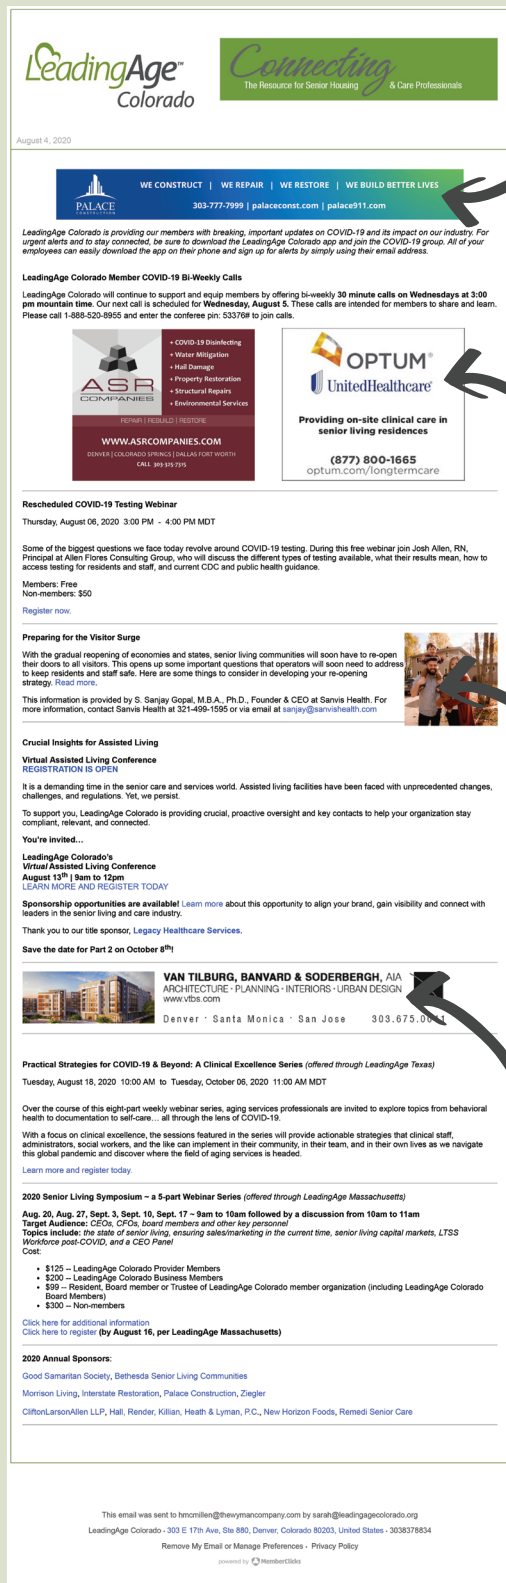 LeadingAge™
Colorado
Connecting
The Resource for Senior Housing & Care Professionals
August 4, 2020
PALACE
CONSTRUCTION
WE CONSTRUCT | WE REPAIR | WE RESTORE | WE BUILD BETTER LIVES
303-777-7999 | palaceconst.com | palace911.com
LeadingAge Colorado is providing our members with breaking, important updates on COVID-19 and its impact on our industry. For
urgent alerts and to stay connected, be sure to download the LeadingAge Colorado app and join the COVID-19 group. All of your
employees can easily download the app on their phone and sign up for alerts by simply using their email address.
LeadingAge Colorado Member COVID-19 Bi-Weekly Calls
LeadingAge Colorado will continue to support and equip members by offering bi-weekly 30 minute calls on Wednesdays at 3:00
pm mountain time. Our next call is scheduled for Wednesday, August 5. These calls are intended for members to share and learn.
Please call 1-888-520-8955 and enter the conferee pin: 53376# to join calls.
ASR
COMPANIES
+ COVID-19 Disinfecting
+ Water Mitigation
+ Hail Damage
+ Property Restoration
+ Structural Repairs
+ Environmental Services
REPAIR | REBUILD | RESTORE
WWW.ASRCOMPANIES.COM
DENVER | COLORADO SPRINGS | DALLAS FORT WORTH
CALL 303-325-7315
OPTUM®
UnitedHealthcare®
Providing on-site clinical care in
senior living residences
(877) 800-1665
optum.com/longtermcare
Rescheduled COVID-19 Testing Webinar
Thursday, August 06, 2020 3:00 PM - 4:00 PM MDT
Some of the biggest questions we face today revolve around COVID-19 testing. During this free webinar join Josh Allen, RN,
Principal at Allen Flores Consulting Group, who will discuss the different types of testing available, what their results mean, how to
access testing for residents and staff, and current CDC and public health guidance.
Members: Free
Non-members: $50
Register now.
Preparing for the Visitor Surge
With the gradual reopening of economies and states, senior living communities will soon have to re-open
their doors to all visitors. This opens up some important questions that operators will soon need to address
to keep residents and staff safe. Here are some things to consider in developing your re-opening
strategy. Read more.
This information is provided by S. Sanjay Gopal, M.B.A., Ph.D., Founder & CEO at Sanvis Health. For
more information, contact Sanvis Health at 321-499-1595 or via email at sanjay@sanvishealth.com
Crucial Insights for Assisted Living
Virtual Assisted Living Conference
REGISTRATION IS OPEN
It is a demanding time in the senior care and services world. Assisted living facilities have been faced with unprecedented changes,
challenges, and regulations. Yet, we persist.
To support you, LeadingAge Colorado is providing crucial, proactive oversight and key contacts to help your organization stay
compliant, relevant, and connected.
You're invited…
LeadingAge Colorado's
Virtual Assisted Living Conference
August 13th | 9am to 12pm
LEARN MORE AND REGISTER TODAY
Sponsorship opportunities are available! Learn more about this opportunity to align your brand, gain visibility and connect with
leaders in the senior living and care industry.
Thank you to our title sponsor, Legacy Healthcare Services.
Save the date for Part 2 on October 8th!
VAN TILBURG, BANVARD & SODERBERGH, AIA
ARCHITECTURE · PLANNING · INTERIORS · URBAN DESIGN
www.vtbs.com
Denver · Santa Monica · San Jose
Practical Strategies for COVID-19 & Beyond: A Clinical Excellence Series (offered through LeadingAge Texas)
Tuesday, August 18, 2020 10:00 AM to Tuesday, October 06, 2020 11:00 AM MDT
Over the course of this eight-part weekly webinar series, aging services professionals are invited to explore topics from behavioral
health to documentation to self-care… all through the lens of COVID-19.
With a focus on clinical excellence, the sessions featured in the series will provide actionable strategies that clinical staff,
administrators, social workers, and the like can implement in their community, in their team, and in their own lives as we navigate
this global pandemic and discover where the field of aging services is headed.
Learn more and register today.
2020 Senior Living Symposium ~ a 5-part Webinar Series (offered through LeadingAge Massachusetts)
Aug. 20, Aug. 27, Sept. 3, Sept. 10, Sept. 17 ~ 9am to 10am followed by a discussion from 10am to 11am
Target Audience: CEOs, CFOs, board members and other key personnel
Topics include: the state of senior living, ensuring sales/marketing in the current time, senior living capital markets, LTSS
Workforce post-COVID, and a CEO Panel
Cost:
• $125 -- LeadingAge Colorado Provider Members
• $200 -- LeadingAge Colorado Business Members
• $99 -- Resident, Board member or Trustee of LeadingAge Colorado member organization (including LeadingAge Colorado
Board Members)
• $300 -- Non-members
Click here for additional information
Click here to register (by August 16, per LeadingAge Massachusetts)
2020 Annual Sponsors:
Good Samaritan Society, Bethesda Senior Living Communities
Morrison Living, Interstate Restoration, Palace Construction, Ziegler
CliftonLarsonAllen LLP, Hall, Render, Killian, Heath & Lyman, P.C., New Horizon Foods, Remedi Senior Care
This email was sent to hmcmillen@thewymancompany.com by sarah@leadingagecolorado.org
LeadingAge Colorado • 303 E 17th Ave, Ste 880, Denver, Colorado 80203, United States • 3038378834
Remove My Email or Manage Preferences • Privacy Policy
powered by MemberClicks